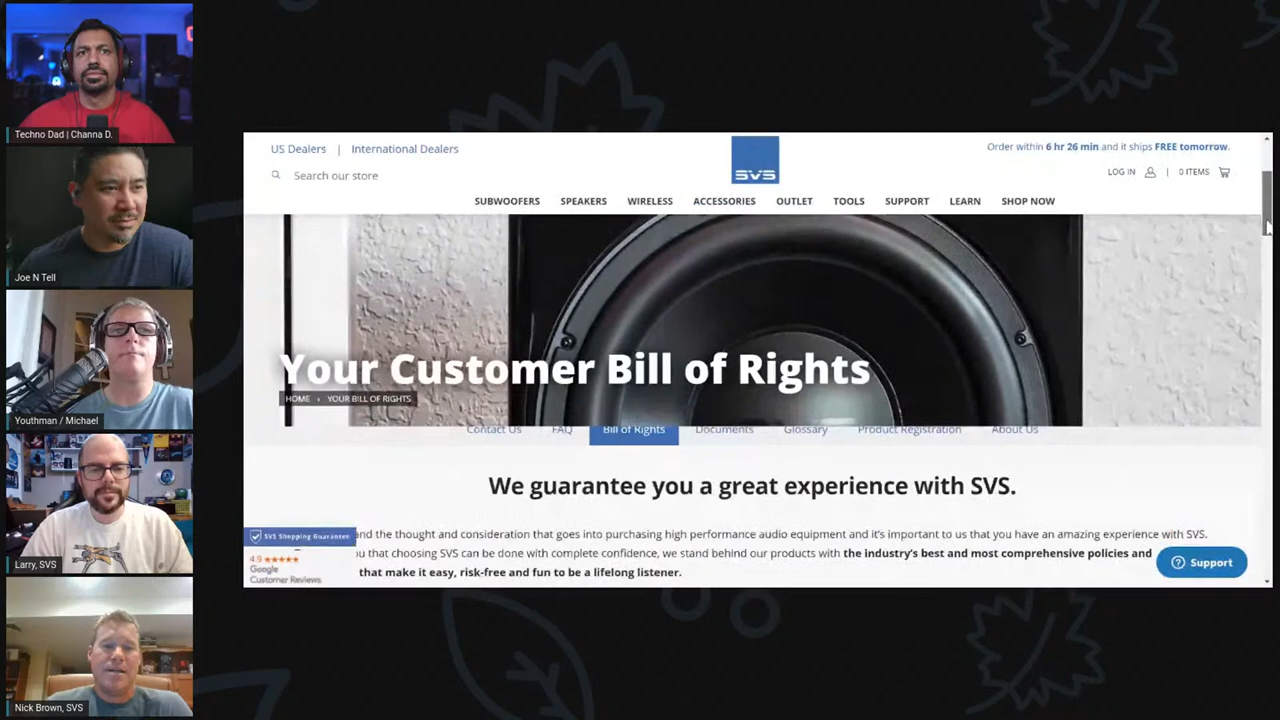 Techno Dad | Channa D.
Joe N Tell
Youthman / Michael
Larry, SVS
Nick Brown, SVS
US Dealers | International Dealers
Search our store
SVS
Order within 6 hr 26 min and it ships FREE tomorrow.
LOG IN | 0 ITEMS
SUBWOOFERS SPEAKERS WIRELESS ACCESSORIES OUTLET TOOLS SUPPORT LEARN SHOP NOW
Your Customer Bill of Rights
HOME › YOUR BILL OF RIGHTS
Contact Us FAQ Bill of Rights Documents Glossary Product Registration About Us
We guarantee you a great experience with SVS.
and the thought and consideration that goes into purchasing high performance audio equipment and it's important to us that you have an amazing experience with SVS.
that choosing SVS can be done with complete confidence, we stand behind our products with the industry's best and most comprehensive policies and
that make it easy, risk-free and fun to be a lifelong listener.
SVS Shopping Guarantee
4.9 ★★★★★
Google
Customer Reviews
Support